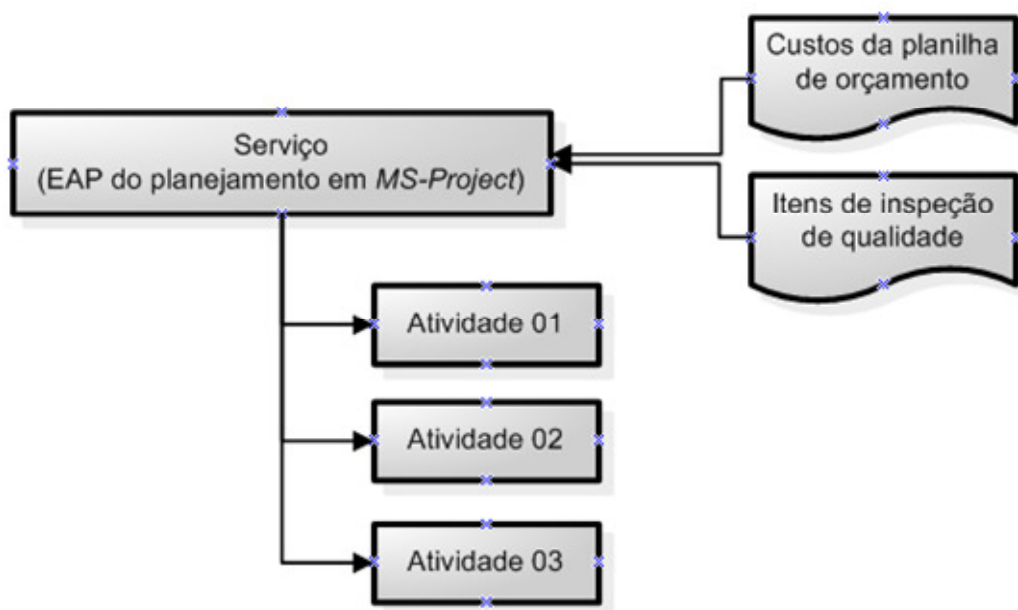 Custos da planilha
de orçamento
Serviço
(EAP do planejamento em MS-Project)
Itens de inspeção
de qualidade
Atividade 01
Atividade 02
Atividade 03